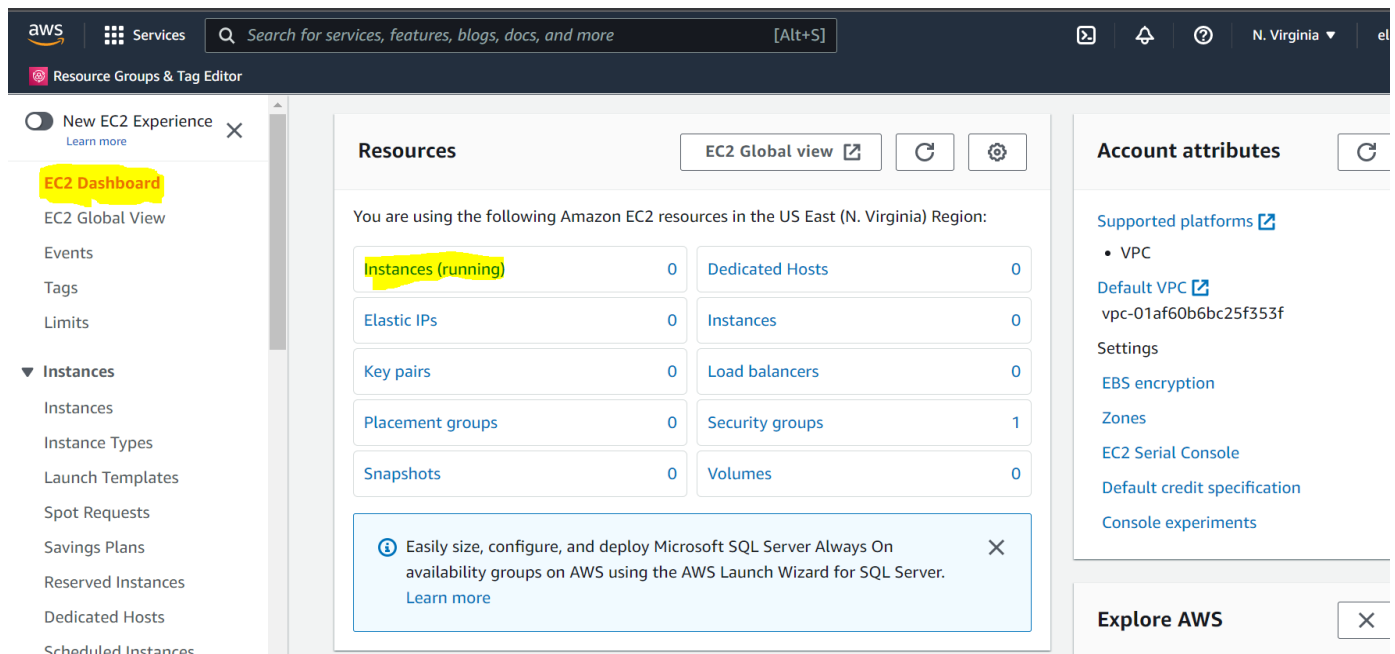 aws
Services
Search for services, features, blogs, docs, and more
[Alt+S]
N. Virginia ▼
el
Resource Groups & Tag Editor
New EC2 Experience
Learn more
EC2 Dashboard
EC2 Global View
Events
Tags
Limits
Instances
Instances
Instance Types
Launch Templates
Spot Requests
Savings Plans
Reserved Instances
Dedicated Hosts
Scheduled Instances
Resources
EC2 Global view
You are using the following Amazon EC2 resources in the US East (N. Virginia) Region:
Instances (running) 0
Dedicated Hosts 0
Elastic IPs 0
Instances 0
Key pairs 0
Load balancers 0
Placement groups 0
Security groups 1
Snapshots 0
Volumes 0
Easily size, configure, and deploy Microsoft SQL Server Always On
availability groups on AWS using the AWS Launch Wizard for SQL Server.
Learn more
Account attributes
Supported platforms
• VPC
Default VPC
vpc-01af60b6bc25f353f
Settings
EBS encryption
Zones
EC2 Serial Console
Default credit specification
Console experiments
Explore AWS